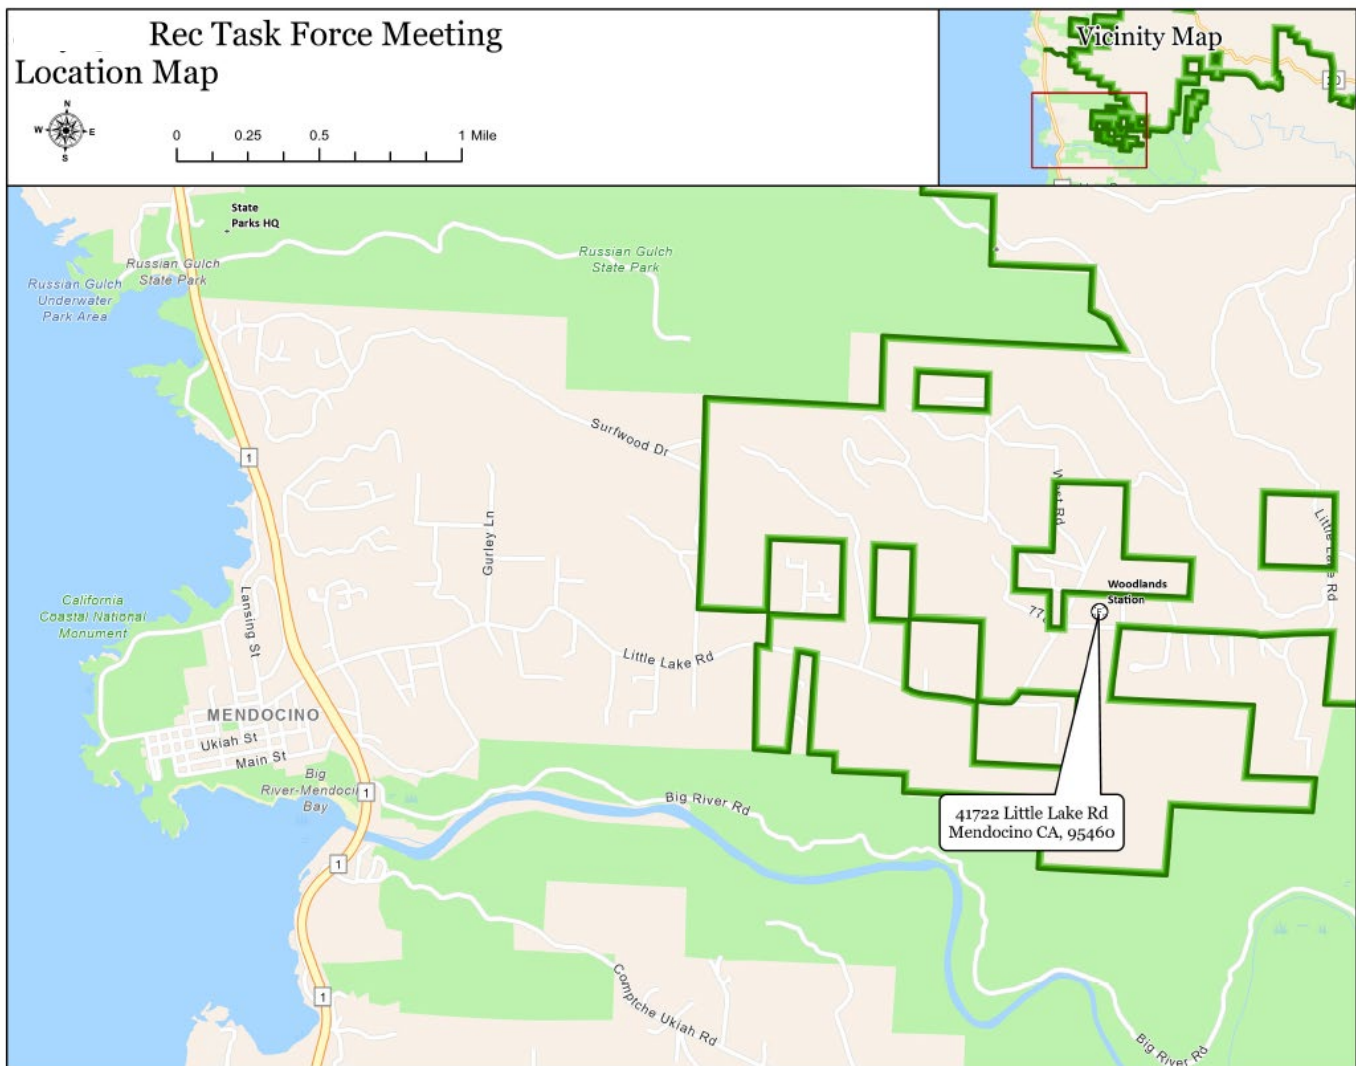 Rec Task Force Meeting
Location Map
Vicinity Map
N
W
E
S
0
0.25
0.5
1 Mile
State
Parks HQ
Russian Gulch
State Park
Russian Gulch
Underwater
Park Area
Russian Gulch
State Park
Surfwood Dr
1
Gurley Ln
Little Lake Rd
Woodlands
Station
F
California
Coastal National
Monument
Lansing St
Little Lake Rd
MENDOCINO
Ukiah St
Main St
Big
River-Mendocino
Bay
1
Big River Rd
41722 Little Lake Rd
Mendocino CA, 95460
1
Comptche Ukiah Rd
1
Big River Rd